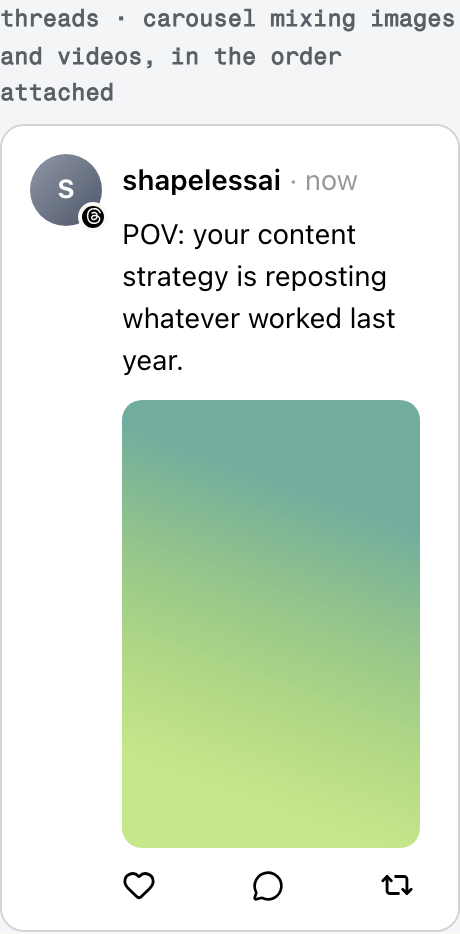 threads · carousel mixing images
and videos, in the order
attached
S
shapelessai · now
POV: your content
strategy is reposting
whatever worked last
year.